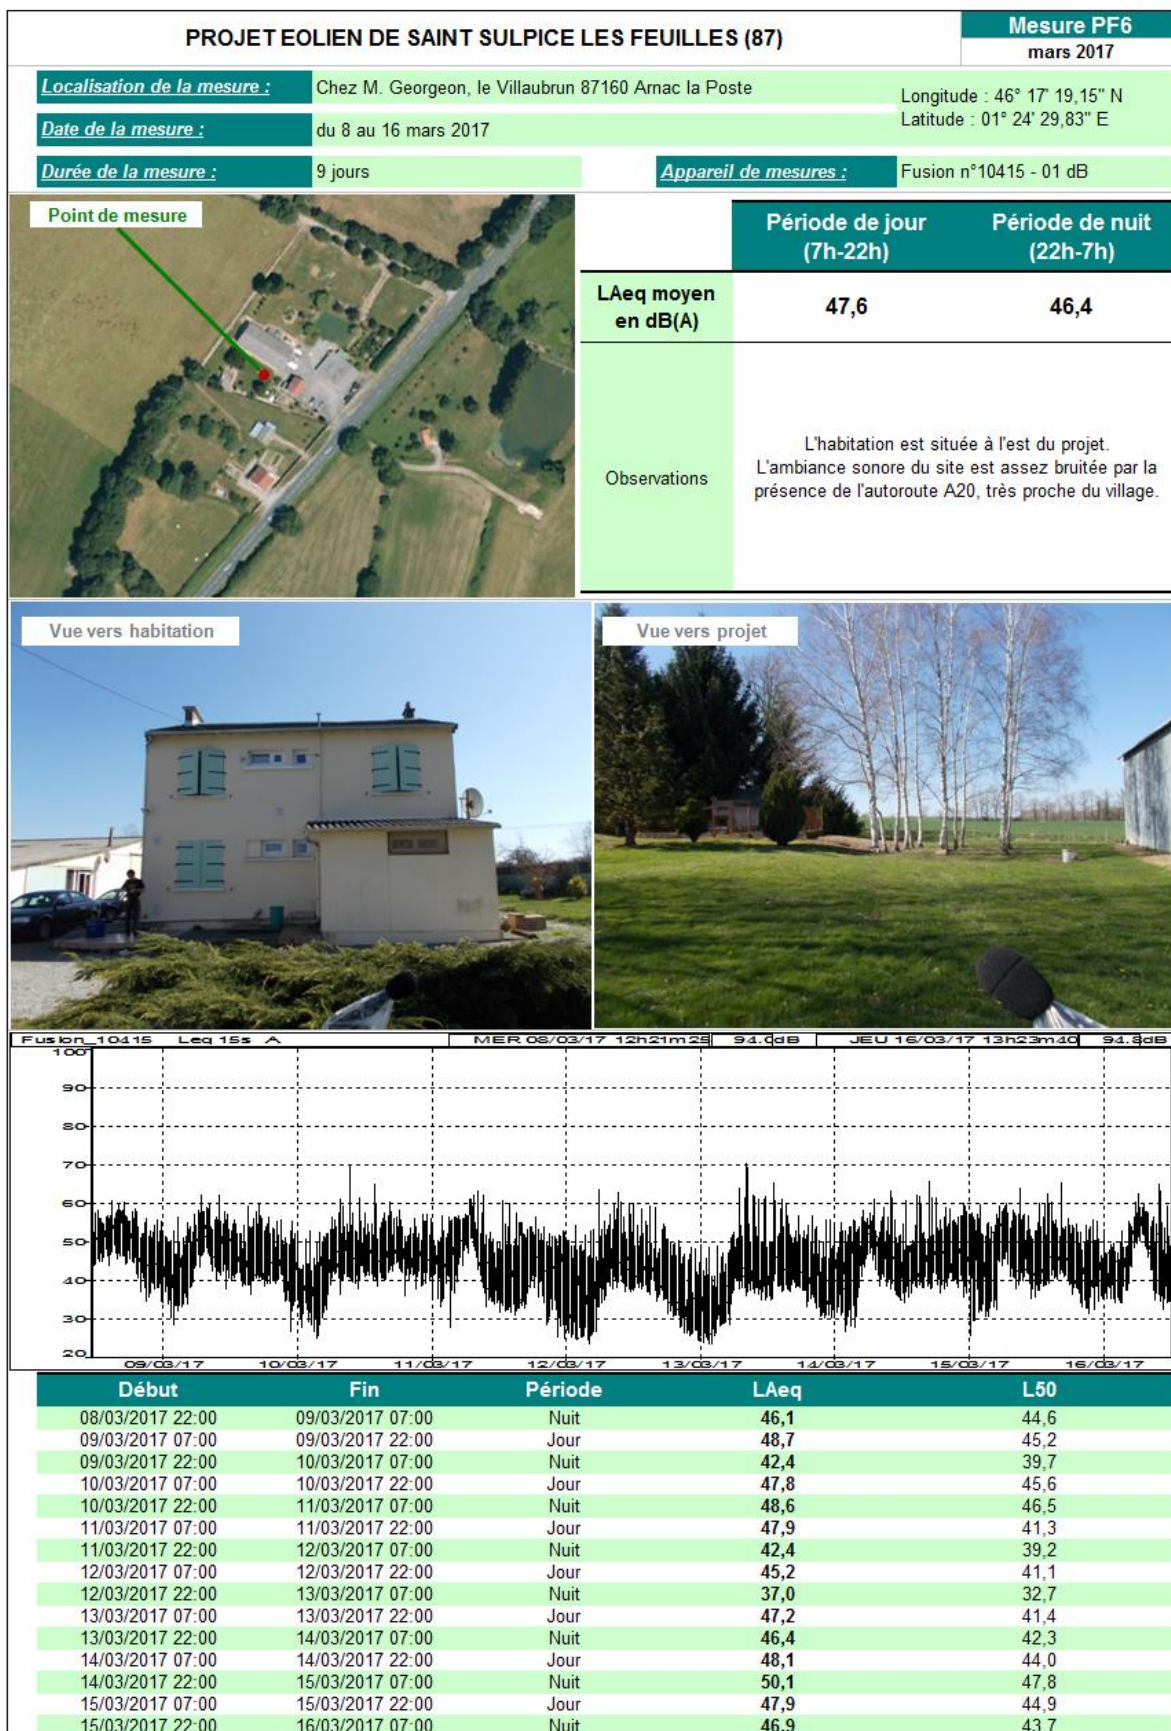 PROJET EOLIEN DE SAINT SULPICE LES FEUILLES (87)
Mesure PF6
mars 2017
Localisation de la mesure :
Chez M. Georgeon, le Villaubrun 87160 Arnac la Poste
Longitude : 46° 17' 19,15" N
Latitude : 01° 24' 29,83" E
Date de la mesure :
du 8 au 16 mars 2017
Durée de la mesure :
9 jours
Appareil de mesures :
Fusion n°10415 - 01 dB
Point de mesure
Période de jour
(7h-22h)
Période de nuit
(22h-7h)
LAeq moyen
en dB(A)
47,6
46,4
Observations
L'habitation est située à l'est du projet.
L'ambiance sonore du site est assez bruitée par la
présence de l'autoroute A20, très proche du village.
Vue vers habitation
Vue vers projet
Fusion_10415 Leq 15s A MER 08/03/17 12h21m25 94.0dB JEU 16/03/17 13h23m40 94.8dB
100
90
80
70
60
50
40
30
20
09/03/17 10/03/17 11/03/17 12/03/17 13/03/17 14/03/17 15/03/17 16/03/17
Début Fin Période LAeq L50
08/03/2017 22:00 09/03/2017 07:00 Nuit 46,1 44,6
09/03/2017 07:00 09/03/2017 22:00 Jour 48,7 45,2
09/03/2017 22:00 10/03/2017 07:00 Nuit 42,4 39,7
10/03/2017 07:00 10/03/2017 22:00 Jour 47,8 45,6
10/03/2017 22:00 11/03/2017 07:00 Nuit 48,6 46,5
11/03/2017 07:00 11/03/2017 22:00 Jour 47,9 41,3
11/03/2017 22:00 12/03/2017 07:00 Nuit 42,4 39,2
12/03/2017 07:00 12/03/2017 22:00 Jour 45,2 41,1
12/03/2017 22:00 13/03/2017 07:00 Nuit 37,0 32,7
13/03/2017 07:00 13/03/2017 22:00 Jour 47,2 41,4
13/03/2017 22:00 14/03/2017 07:00 Nuit 46,4 42,3
14/03/2017 07:00 14/03/2017 22:00 Jour 48,1 44,0
14/03/2017 22:00 15/03/2017 07:00 Nuit 50,1 47,8
15/03/2017 07:00 15/03/2017 22:00 Jour 47,9 44,9
15/03/2017 22:00 16/03/2017 07:00 Nuit 46,9 43,7